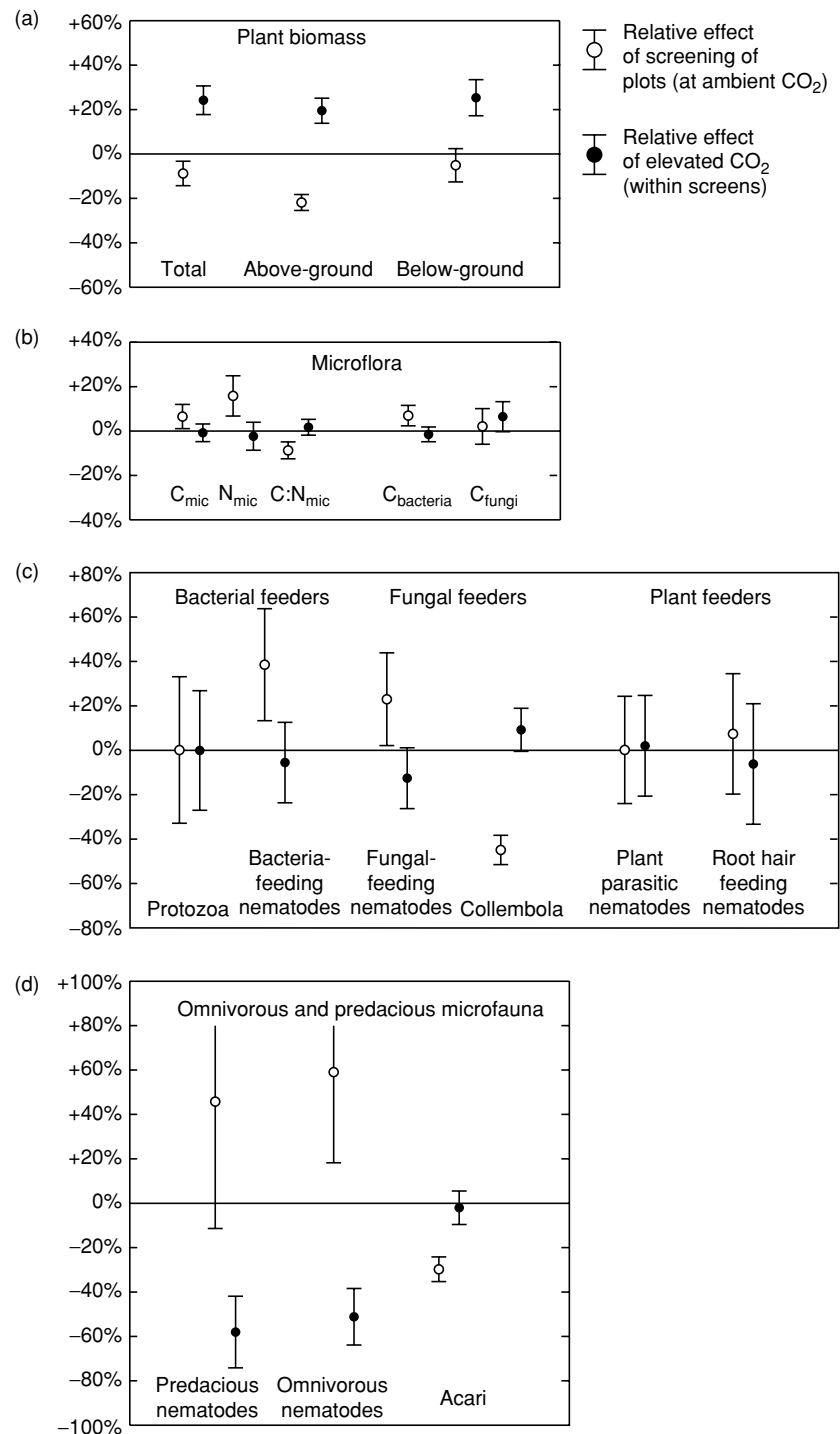 (a)
+60%
+40%
+20%
0%
−20%
−40%
−60%
Plant biomass
Total
Above-ground
Below-ground
Relative effect
of screening of
plots (at ambient CO₂)
Relative effect
of elevated CO₂
(within screens)
(b)
+40%
+20%
0%
−20%
−40%
Microflora
Cmic
Nmic
C:Nmic
Cbacteria
Cfungi
(c)
+80%
+60%
+40%
+20%
0%
−20%
−40%
−60%
−80%
Bacterial feeders
Fungal feeders
Plant feeders
Protozoa
Bacteria-
feeding
nematodes
Fungal-
feeding
nematodes
Collembola
Plant
parasitic
nematodes
Root hair
feeding
nematodes
(d)
+100%
+80%
+60%
+40%
+20%
0%
−20%
−40%
−60%
−80%
−100%
Omnivorous and predacious microfauna
Predacious
nematodes
Omnivorous
nematodes
Acari